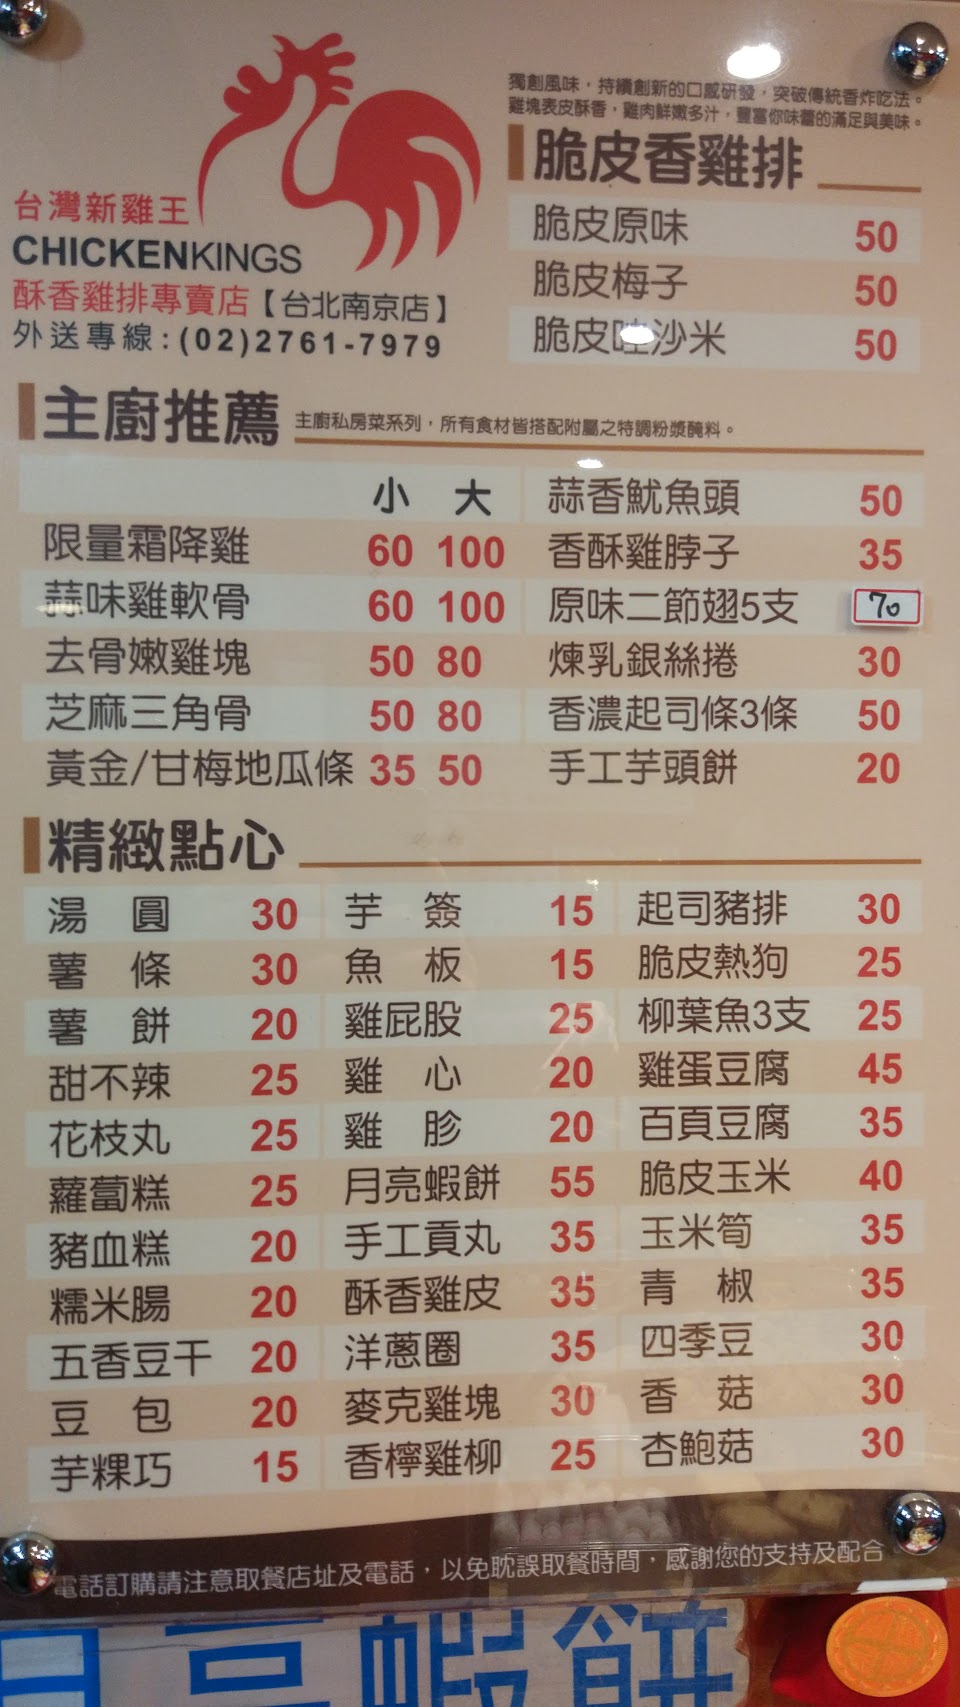 獨創風味，持續創新的口感研發，突破傳統香炸吃法。
雞塊表皮酥香，雞肉鮮嫩多汁，豐富你味蕾的滿足與美味。
台灣新雞王
CHICKENKINGS
酥香雞排專賣店【台北南京店】
外送專線:(02)2761-7979
脆皮香雞排
脆皮原味 50
脆皮梅子 50
脆皮哇沙米 50
主廚推薦 主廚私房菜系列，所有食材皆搭配附屬之特調粉漿醃料。
小 大
限量霜降雞 60 100
蒜味雞軟骨 60 100
去骨嫩雞塊 50 80
芝麻三角骨 50 80
黃金/甘梅地瓜條 35 50
蒜香魷魚頭 50
香酥雞脖子 35
原味二節翅5支 70
煉乳銀絲捲 30
香濃起司條3條 50
手工芋頭餅 20
精緻點心
湯圓 30
薯條 30
薯餅 20
甜不辣 25
花枝丸 25
蘿蔔糕 25
豬血糕 20
糯米腸 20
五香豆干 20
豆包 20
芋粿巧 15
芋簽 15
魚板 15
雞屁股 25
雞心 20
雞胗 20
月亮蝦餅 55
手工貢丸 35
酥香雞皮 35
洋蔥圈 35
麥克雞塊 30
香檸雞柳 25
起司豬排 30
脆皮熱狗 25
柳葉魚3支 25
雞蛋豆腐 45
百頁豆腐 35
脆皮玉米 40
玉米筍 35
青椒 35
四季豆 30
香菇 30
杏鮑菇 30
電話訂購請注意取餐店址及電話，以免耽誤取餐時間，感謝您的支持及配合
月亮蝦餅